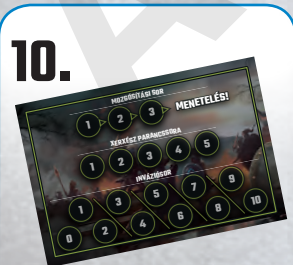 10.
MOZGÓSÍTÁSI SOR
1 2 3 MENETELÉS!
XERXÉSZ PARANCSSORA
1 2 3 4 5
INVÁZIÓSOR
1 3 5 7 9
0 2 4 6 8 10